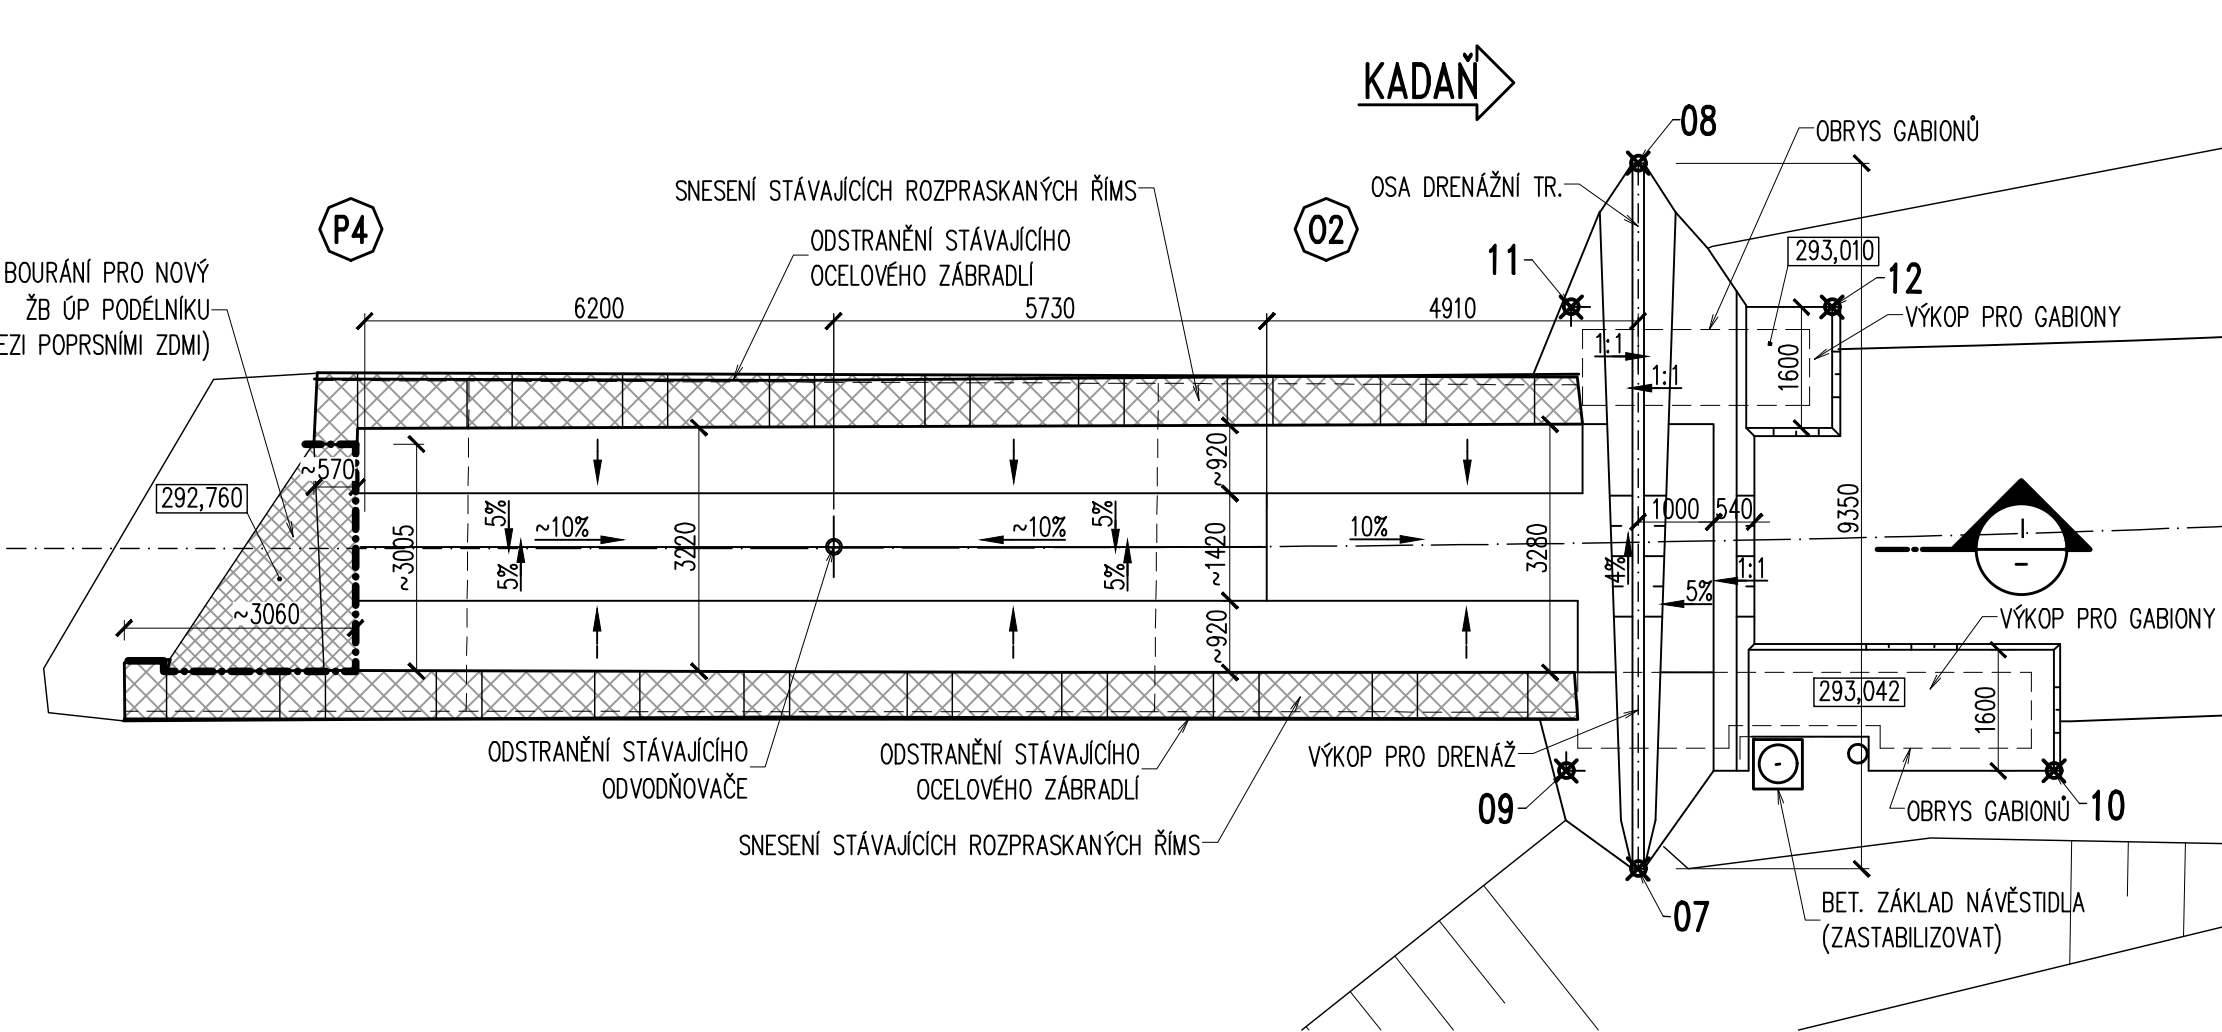 KADAŇ
08
OBRYS GABIONŮ
SNESENÍ STÁVAJÍCÍCH ROZPRASKANÝCH ŘÍMS
OSA DRENÁŽNÍ TR.
P4
O2
ODSTRANĚNÍ STÁVAJÍCÍHO
OCELOVÉHO ZÁBRADLÍ
293,010
11
12
BOURÁNÍ PRO NOVÝ
ŽB ÚP PODÉLNÍKU
EZI POPRSNÍMI ZDMI)
6200
5730
4910
VÝKOP PRO GABIONY
1:1
1:1
1600
~570
292,760
~920
5%
5%
~10%
~10%
5%
5%
10%
~3005
3220
~1420
3280
1000
540
9350
4%
1:1
5%
I
-
~3060
~920
VÝKOP PRO GABIONY
293,042
1600
ODSTRANĚNÍ STÁVAJÍCÍHO
ODVODŇOVAČE
ODSTRANĚNÍ STÁVAJÍCÍHO
OCELOVÉHO ZÁBRADLÍ
VÝKOP PRO DRENÁŽ
09
OBRYS GABIONŮ
10
SNESENÍ STÁVAJÍCÍCH ROZPRASKANÝCH ŘÍMS
07
BET. ZÁKLAD NÁVĚSTIDLA
(ZASTABILIZOVAT)